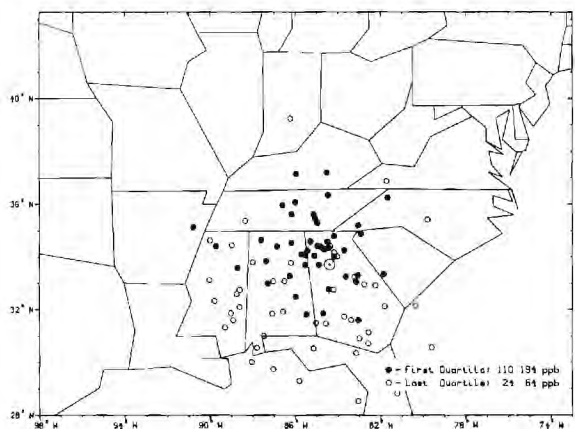 40° N
36° N
32° N
28° N
First Quartile: 110 194 ppb
Last Quartile: 24 64 ppb
98° W
94° W
90° W
86° W
82° W
78° W
74° W